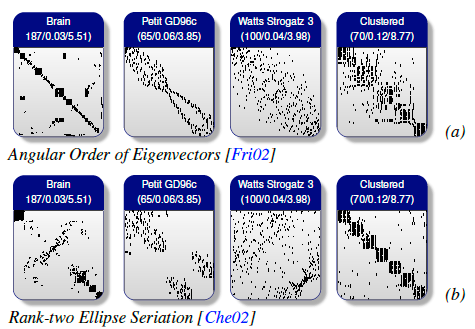 Brain Petit GD96c Watts Strogatz 3 Clustered
187/0.03/5.51) (65/0.06/3.85) (100/0.04/3.98) (70/0.12/8.77)
(a)
Angular Order of Eigenvectors [Fri02]
Brain Petit GD96c Watts Strogatz 3 Clustered
187/0.03/5.51) (65/0.06/3.85) (100/0.04/3.98) (70/0.12/8.77)
(b)
Rank-two Ellipse Seriation [Che02]